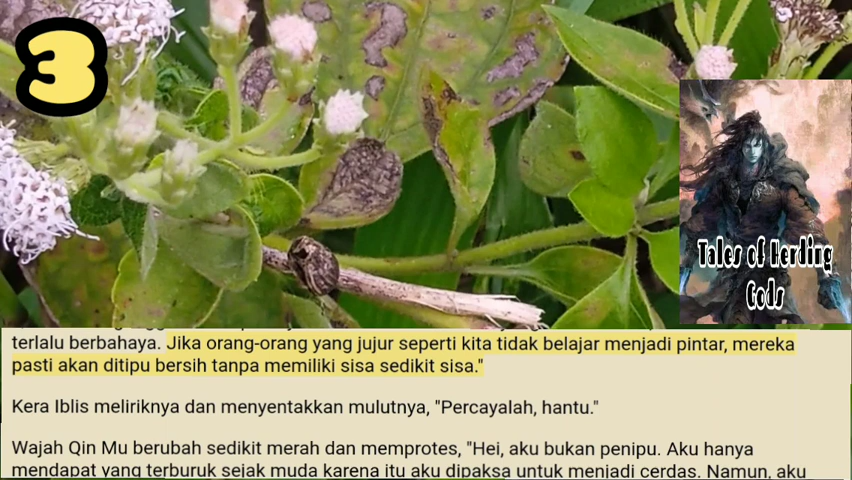 3
Tales of Herding
Gods
terlalu berbahaya. Jika orang-orang yang jujur seperti kita tidak belajar menjadi pintar, mereka
pasti akan ditipu bersih tanpa memiliki sisa sedikit sisa."
Kera Iblis meliriknya dan menyentakkan mulutnya, "Percayalah, hantu."
Wajah Qin Mu berubah sedikit merah dan memprotes, "Hei, aku bukan penipu. Aku hanya
mendapat yang terburuk sejak muda karena itu aku dipaksa untuk menjadi cerdas. Namun, aku